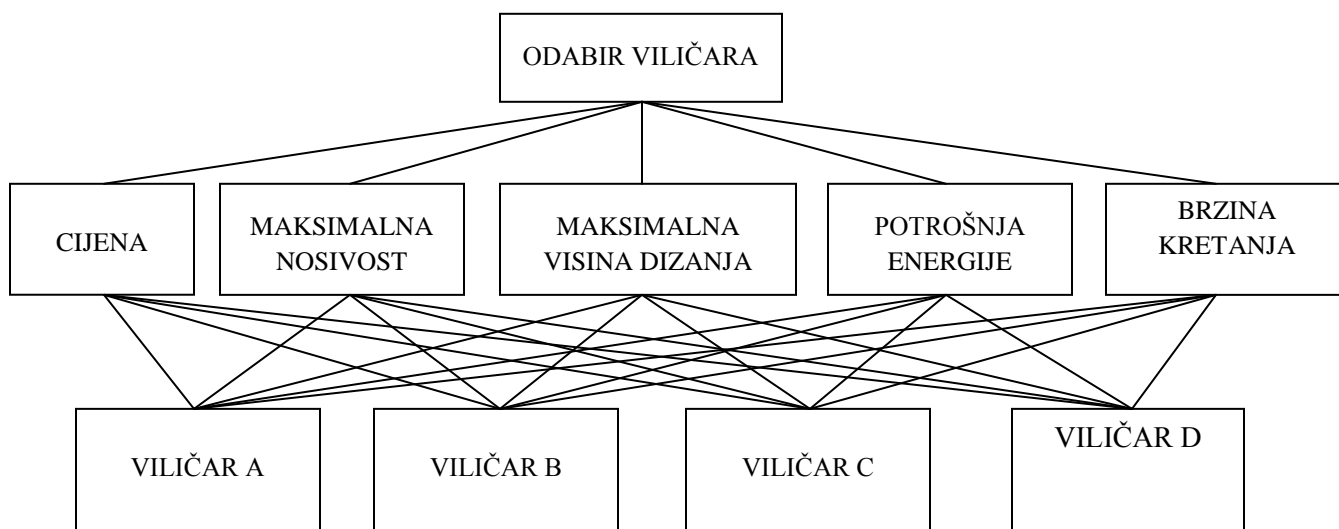 ODABIR VILIČARA
CIJENA
MAKSIMALNA
NOSIVOST
MAKSIMALNA
VISINA DIZANJA
POTROŠNJA
ENERGIJE
BRZINA
KRETANJA
VILIČAR A
VILIČAR B
VILIČAR C
VILIČAR D